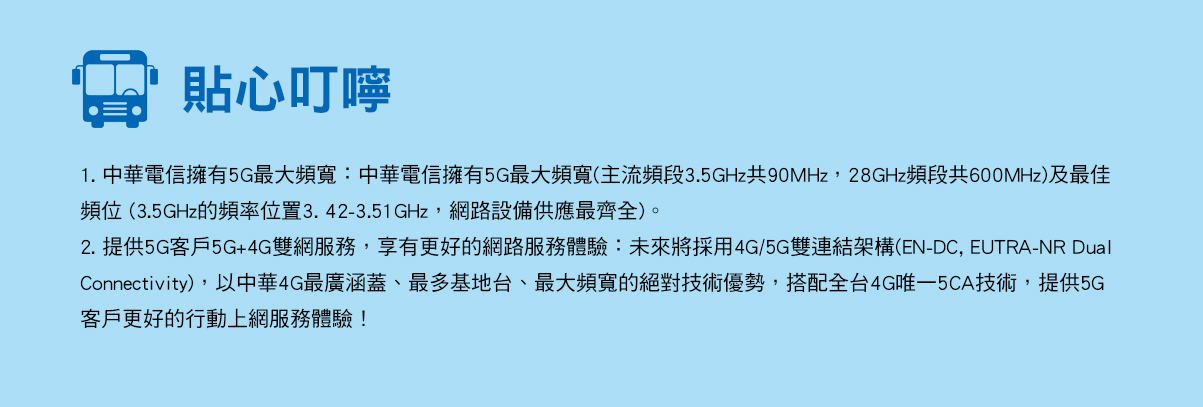 貼心叮嚀
1. 中華電信擁有5G最大頻寬：中華電信擁有5G最大頻寬(主流頻段3.5GHz共90MHz，28GHz頻段共600MHz)及最佳
頻位 (3.5GHz的頻率位置3. 42-3.51GHz，網路設備供應最齊全)。
2. 提供5G客戶5G+4G雙網服務，享有更好的網路服務體驗：未來將採用4G/5G雙連結架構(EN-DC, EUTRA-NR Dual
Connectivity)，以中華4G最廣涵蓋、最多基地台、最大頻寬的絕對技術優勢，搭配全台4G唯一5CA技術，提供5G
客戶更好的行動上網服務體驗！